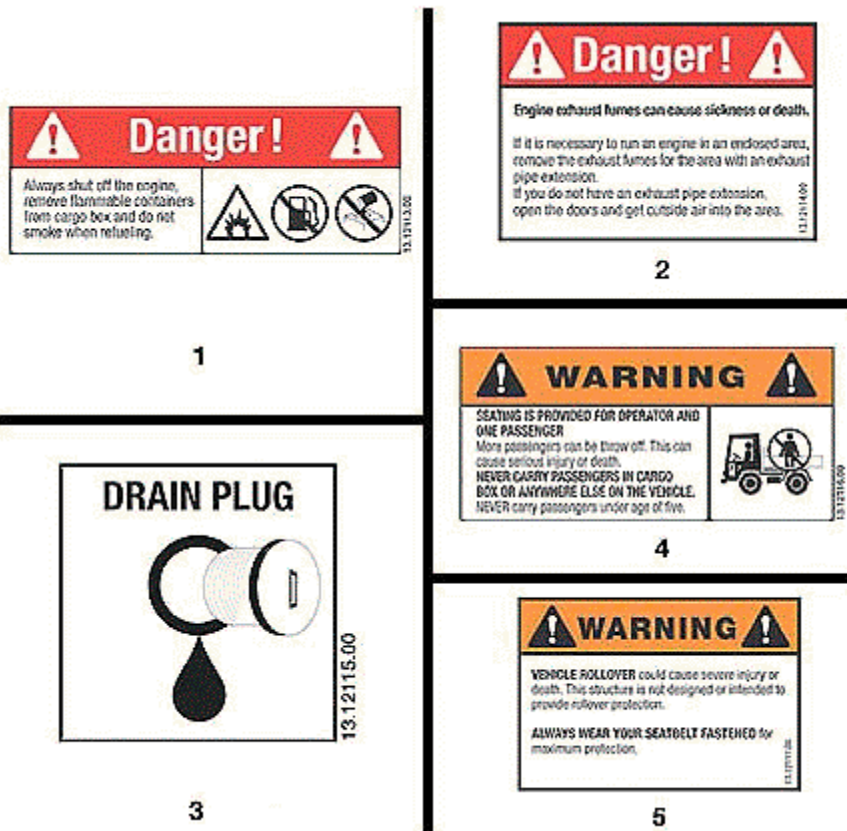 Danger!
Always shut off the engine,
remove flammable containers
from cargo box and do not
smoke when refueling.
13.12113.00
1
Danger!
Engine exhaust fumes can cause sickness or death.
If it is necessary to run an engine in an enclosed area,
remove the exhaust fumes for the area with an exhaust
pipe extension.
If you do not have an exhaust pipe extension,
open the doors and get outside air into the area.
13.12114.00
2
DRAIN PLUG
13.12115.00
3
WARNING
SEATING IS PROVIDED FOR OPERATOR AND
ONE PASSENGER
More passengers can be throw off. This can
cause serious injury or death.
NEVER CARRY PASSENGERS IN CARGO
BOX OR ANYWHERE ELSE ON THE VEHICLE.
NEVER carry passengers under age of five.
13.12116.00
4
WARNING
VEHICLE ROLLOVER could cause severe injury or
death. This structure is not designed or intended to
provide rollover protection.
ALWAYS WEAR YOUR SEATBELT FASTENED for
maximum protection.
5